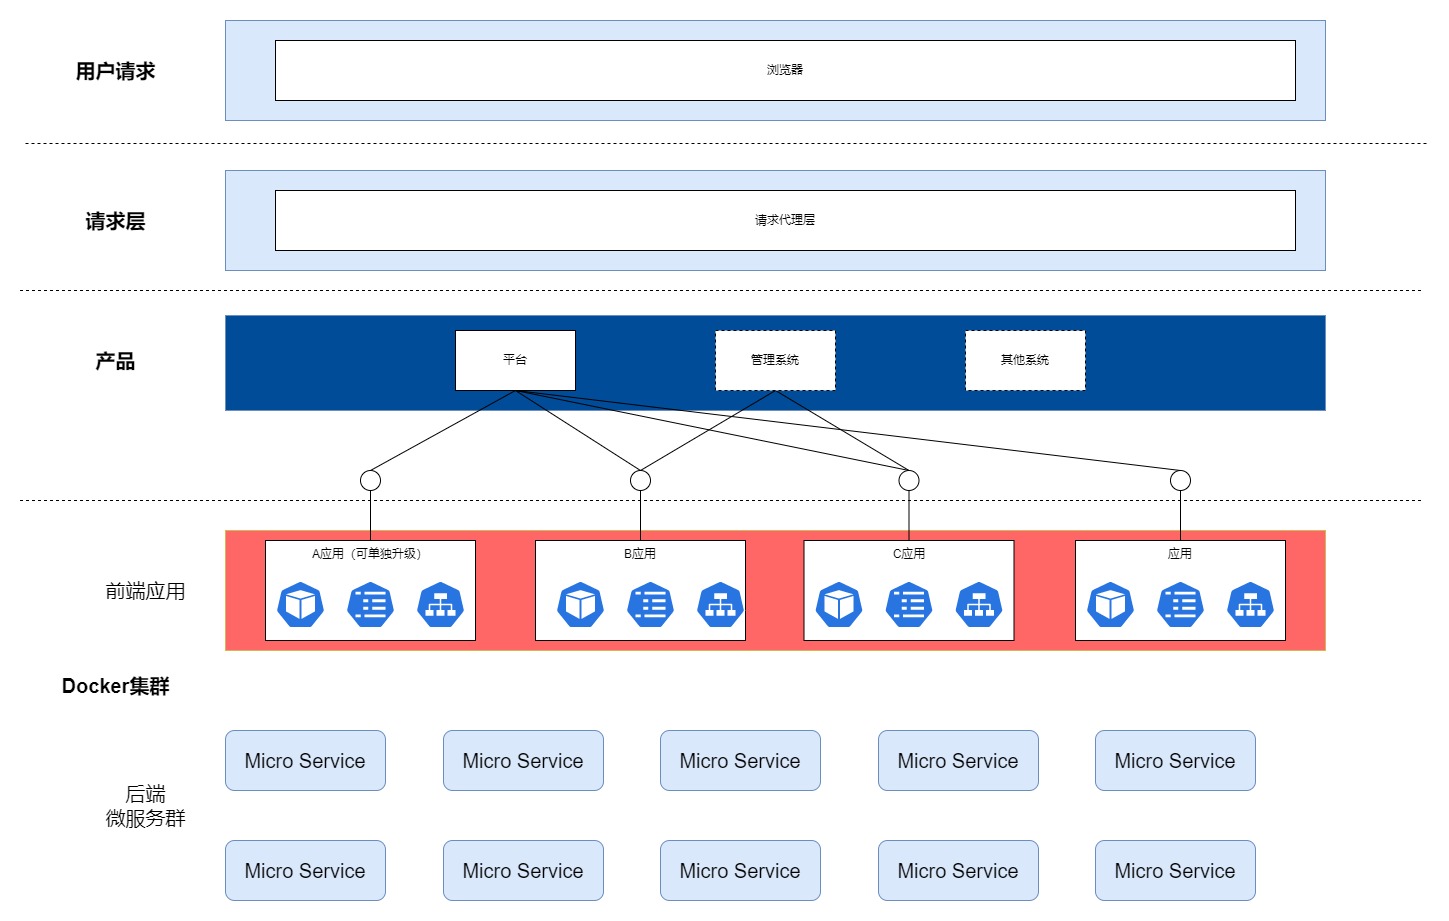 用户请求
浏览器
请求层
请求代理层
产品
平台
管理系统
其他系统
前端应用
A应用（可单独升级）
B应用
C应用
应用
Docker集群
Micro Service
Micro Service
Micro Service
Micro Service
Micro Service
后端
微服务群
Micro Service
Micro Service
Micro Service
Micro Service
Micro Service